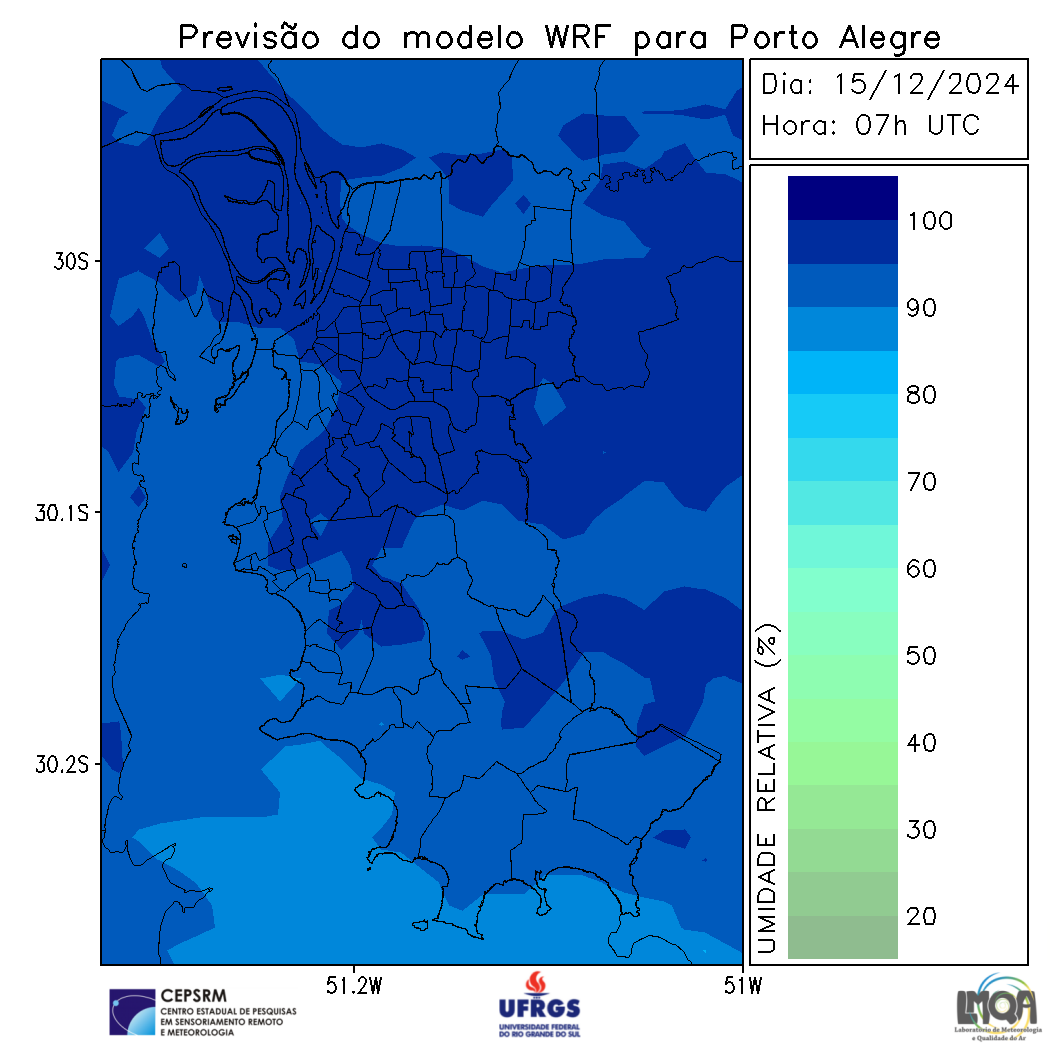 Previsão do modelo WRF para Porto Alegre
Dia: 15/12/2024
Hora: 07h UTC
30S
30.1S
30.2S
51.2W
51W
100
90
80
70
60
50
40
30
20
UMIDADE RELATIVA (%)
CEPSRM
CENTRO ESTADUAL DE PESQUISAS
EM SENSORIAMENTO REMOTO
E METEOROLOGIA
UFRGS
UNIVERSIDADE FEDERAL
DO RIO GRANDE DO SUL
LMQA
Laboratório de Meteorologia
e Qualidade do Ar